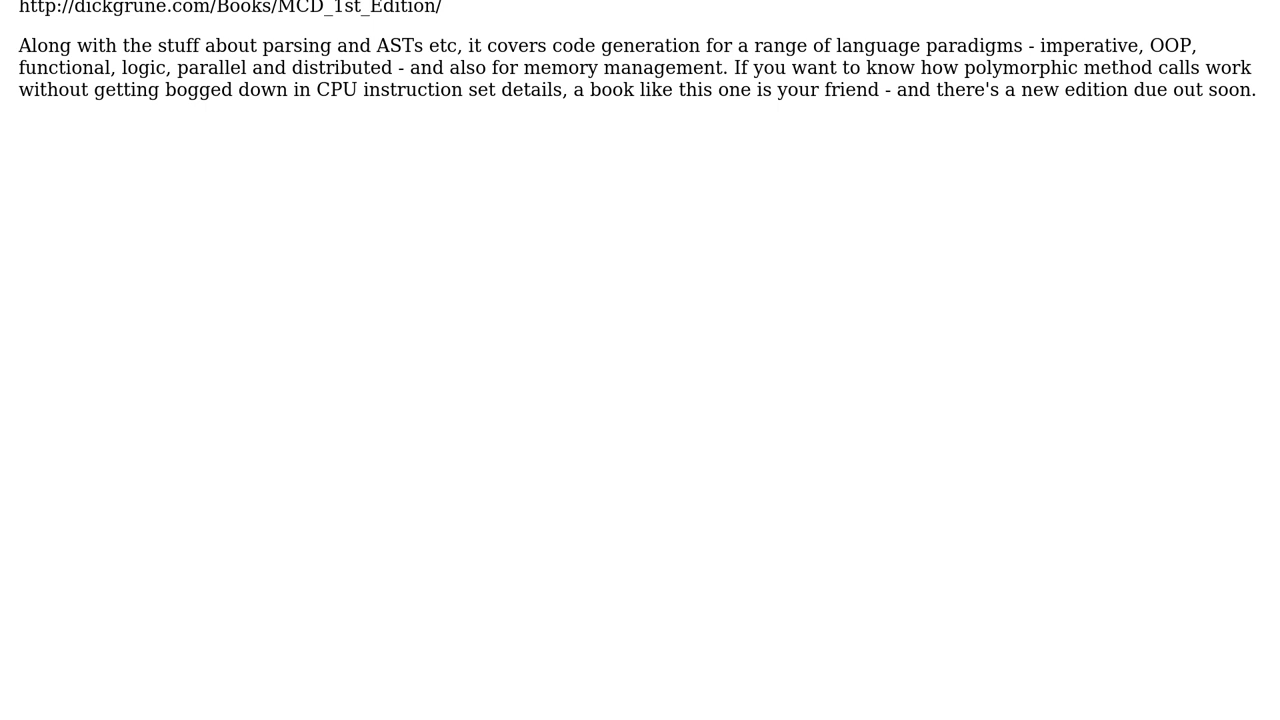 http://dickgrune.com/Books/MCD_1st_Edition/
Along with the stuff about parsing and ASTs etc, it covers code generation for a range of language paradigms - imperative, OOP,
functional, logic, parallel and distributed - and also for memory management. If you want to know how polymorphic method calls work
without getting bogged down in CPU instruction set details, a book like this one is your friend - and there's a new edition due out soon.